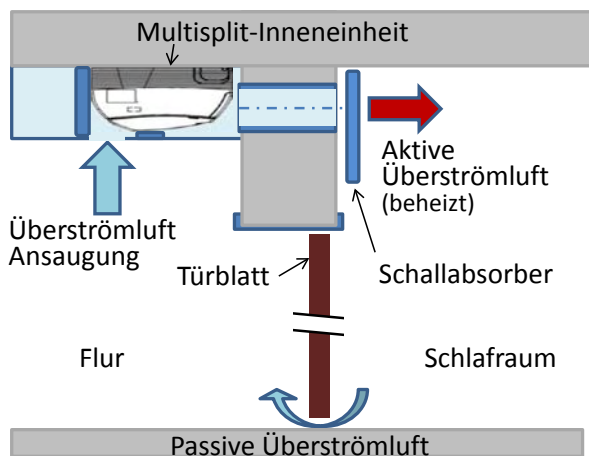 Multisplit-Inneneinheit
Aktive
Überströmluft
(beheizt)
Überströmluft
Ansaugung
Türblatt
Schallabsorber
Flur
Schlafraum
Passive Überströmluft